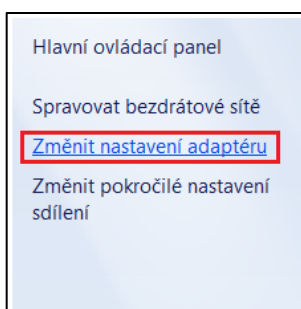 Hlavní ovládací panel
Spravovat bezdrátové sítě
Změnit nastavení adaptéru
Změnit pokročilé nastavení
sdílení